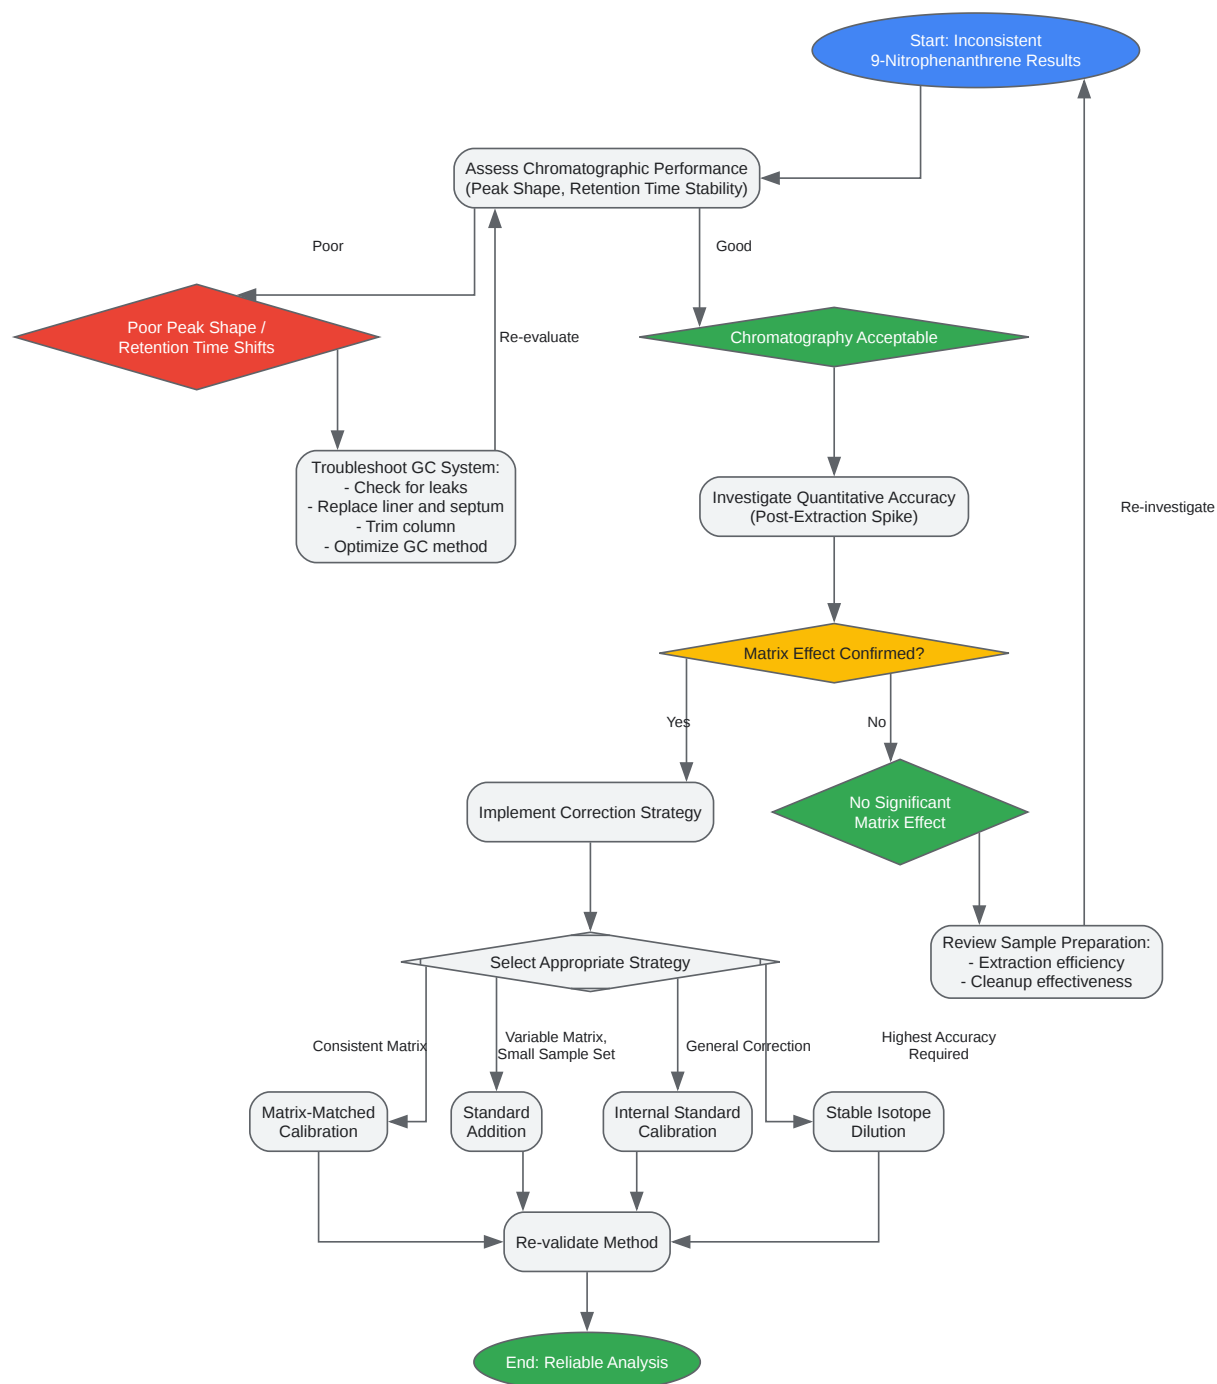 Start: Inconsistent
9-Nitrophenanthrene Results
Assess Chromatographic Performance
(Peak Shape, Retention Time Stability)
Poor
Good
Poor Peak Shape /
Retention Time Shifts
Re-evaluate
Chromatography Acceptable
Troubleshoot GC System:
- Check for leaks
- Replace liner and septum
- Trim column
- Optimize GC method
Investigate Quantitative Accuracy
(Post-Extraction Spike)
Re-investigate
Matrix Effect Confirmed?
Yes
No
Implement Correction Strategy
No Significant
Matrix Effect
Select Appropriate Strategy
Review Sample Preparation:
- Extraction efficiency
- Cleanup effectiveness
Consistent Matrix
Variable Matrix,
Small Sample Set
General Correction
Highest Accuracy
Required
Matrix-Matched
Calibration
Standard
Addition
Internal Standard
Calibration
Stable Isotope
Dilution
Re-validate Method
End: Reliable Analysis